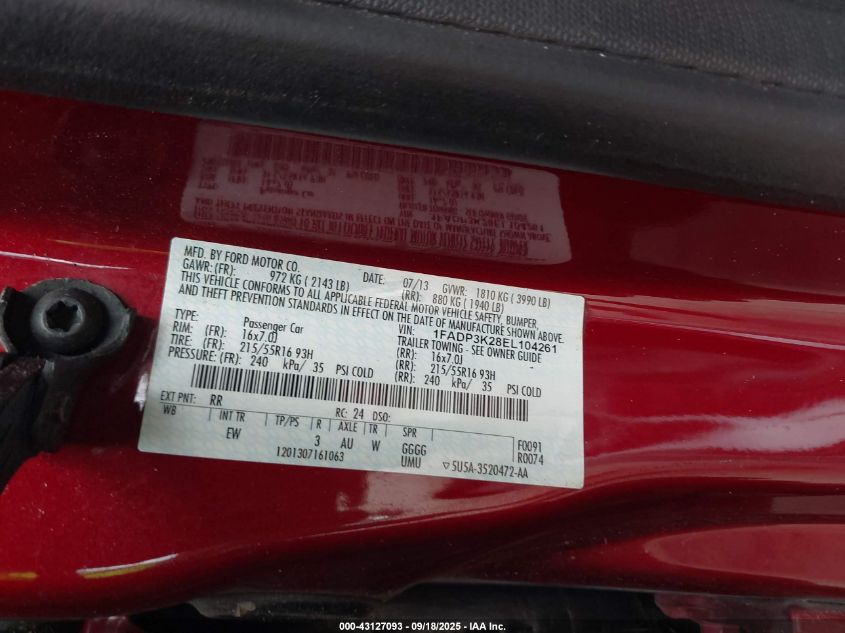 MFD. BY FORD MOTOR CO.
DATE: 07/13 GVWR: 1810 KG ( 3990 LB)
GAWR: (FR): 972 KG ( 2143 LB) (RR): 880 KG ( 1940 LB)
THIS VEHICLE CONFORMS TO ALL APPLICABLE FEDERAL MOTOR VEHICLE SAFETY, BUMPER,
AND THEFT PREVENTION STANDARDS IN EFFECT ON THE DATE OF MANUFACTURE SHOWN ABOVE.
VIN: 1FADP3K28EL104261
TYPE: Passenger Car TRAILER TOWING - SEE OWNER GUIDE
RIM: (FR): 16x7.0J (RR): 16x7.0J
TIRE: (FR): 215/55R16 93H (RR): 215/55R16 93H
PRESSURE: (FR): 240 kPa/ 35 PSI COLD (RR): 240 kPa/ 35 PSI COLD
EXT PNT: RR RC: 24 DSO:
WB INT TR TP/PS R AXLE TR SPR
EW 3 AU W GGGG F0091
1201307161063 UMU R0074
▽5U5A-3520472-AA
000-43127093 - 09/18/2025 - IAA Inc.